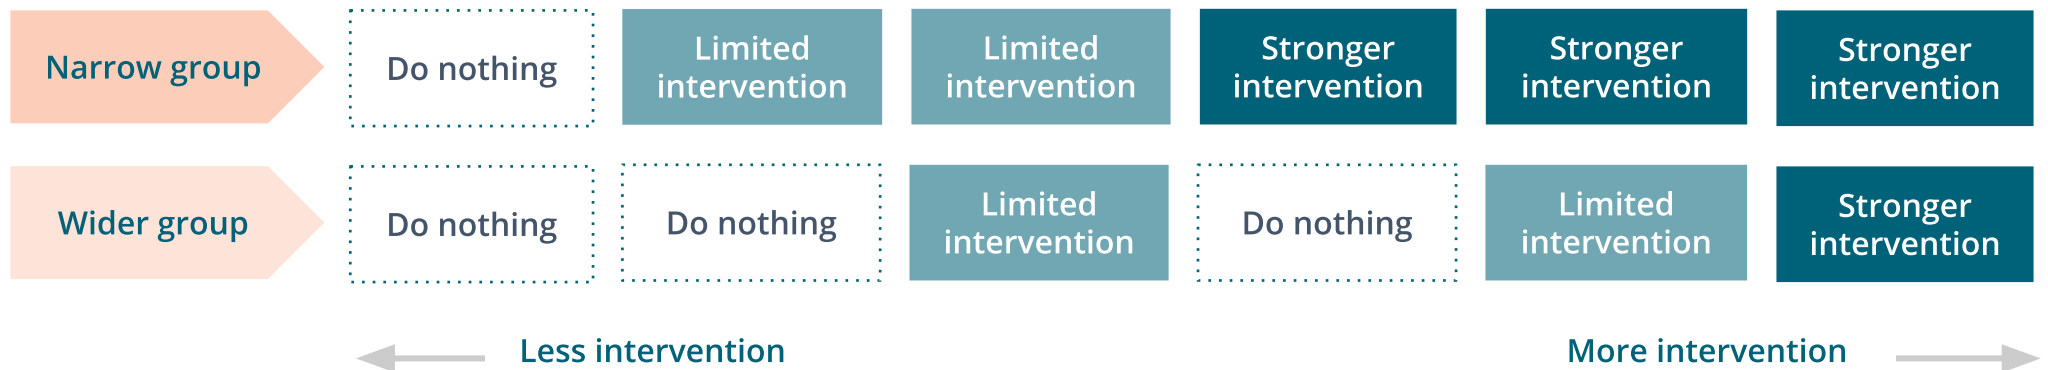 Narrow group
Do nothing
Limited
intervention
Limited
intervention
Stronger
intervention
Stronger
intervention
Stronger
intervention
Wider group
Do nothing
Do nothing
Limited
intervention
Do nothing
Limited
intervention
Stronger
intervention
Less intervention
More intervention